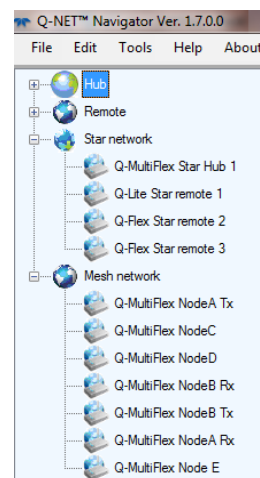 Q-NET™ Navigator Ver. 1.7.0.0
File Edit Tools Help About
Hub
Remote
Star network
Q-MultiFlex Star Hub 1
Q-Lite Star remote 1
Q-Flex Star remote 2
Q-Flex Star remote 3
Mesh network
Q-MultiFlex NodeA Tx
Q-MultiFlex NodeC
Q-MultiFlex NodeD
Q-MultiFlex NodeB Rx
Q-MultiFlex NodeB Tx
Q-MultiFlex NodeA Rx
Q-MultiFlex Node E